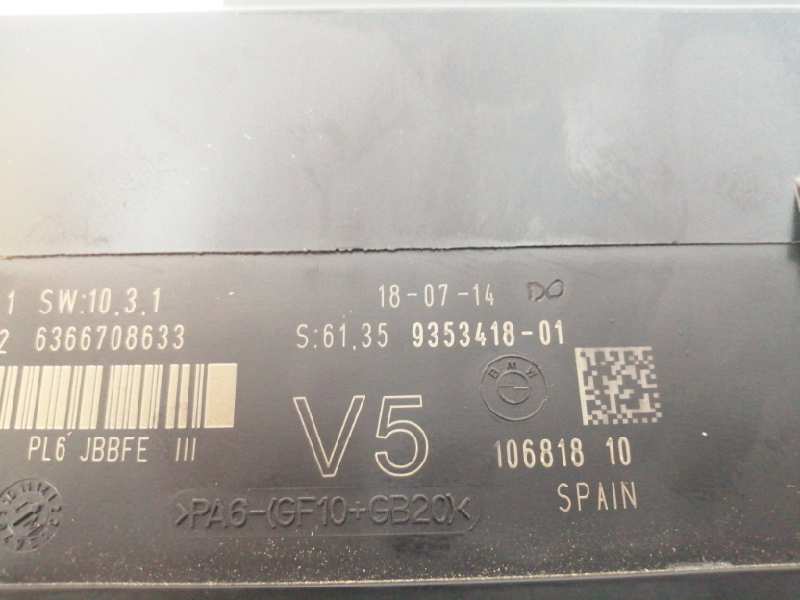 1 SW:10.3.1 18-07-14 DO
2 6366708633 S:61.35 9353418-01
BMW
PL6 JBBFE III V5 106818 10
SPAIN
>PA6-(GF10+GB20)<